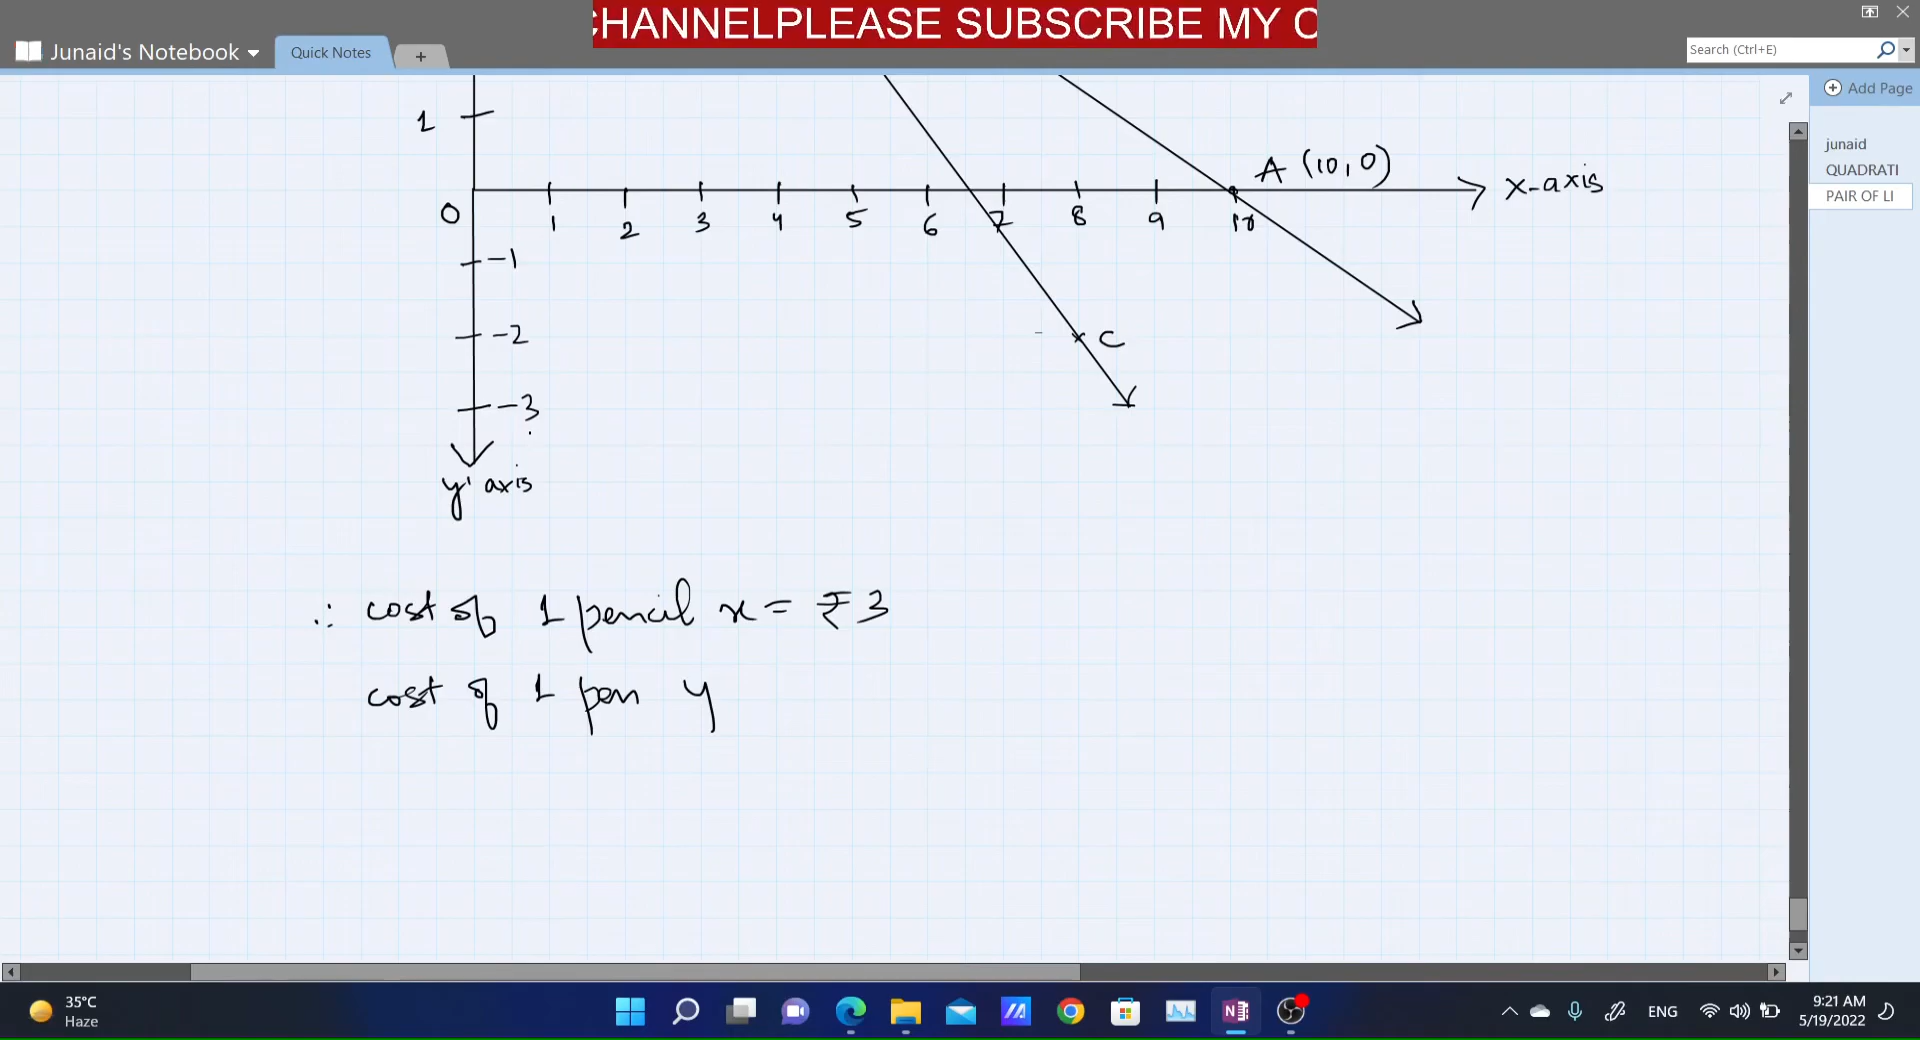 CHANNELPLEASE SUBSCRIBE MY C
Junaid's Notebook
Quick Notes
+
Search (Ctrl+E)
Add Page
junaid
QUADRATI
PAIR OF LI
1
A (10, 0)
x-axis
0 1 2 3 4 5 6 7 8 9 10
-1
-2
C
-3
y' axis
∴ cost of 1 pencil x = ₹ 3
cost of 1 pen y
35°C
Haze
ENG
9:21 AM
5/19/2022